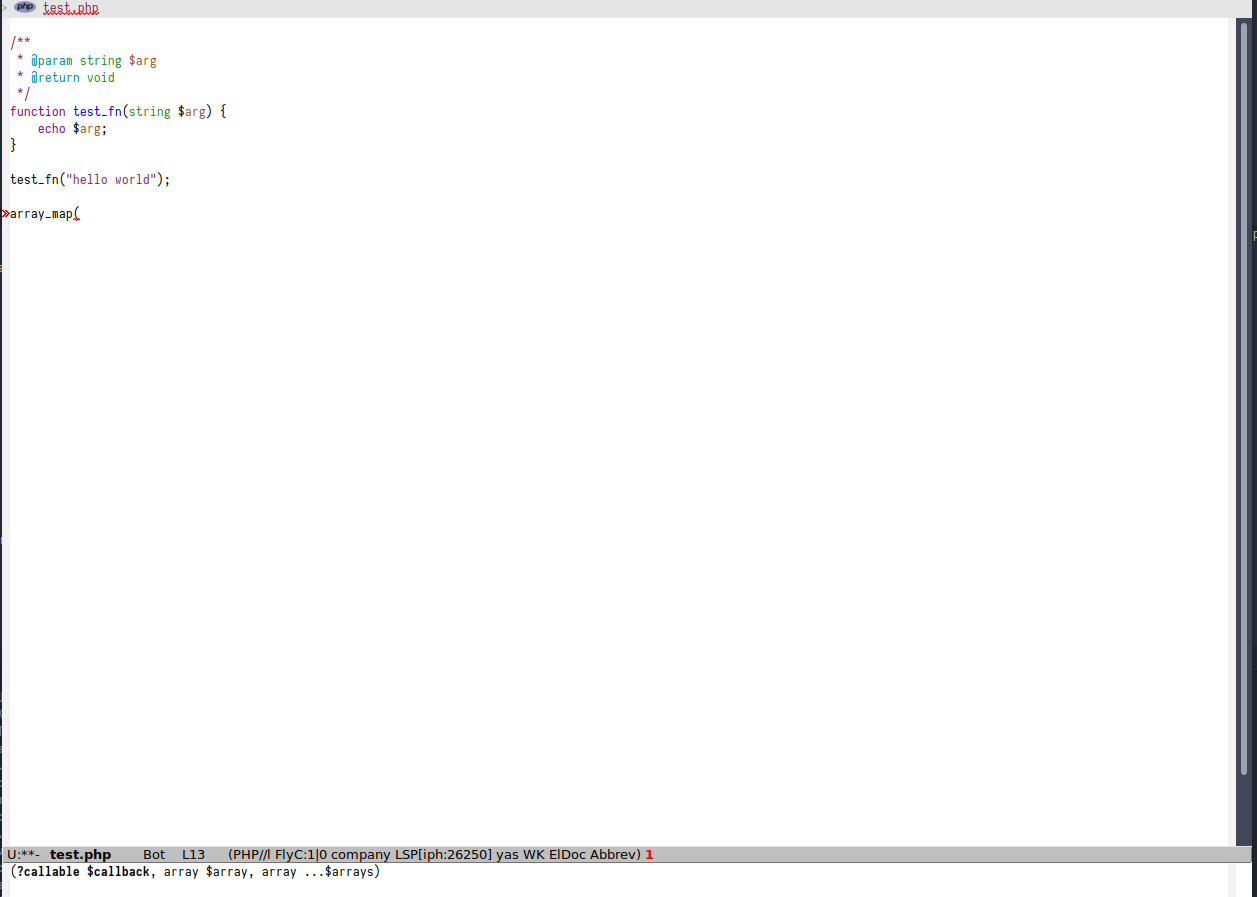 php test.php
/**
 * @param string $arg
 * @return void
 */
function test_fn(string $arg) {
    echo $arg;
}
test_fn("hello world");
»array_map(
U:**- test.php Bot L13 (PHP//l FlyC:1|0 company LSP[iph:26250] yas WK ElDoc Abbrev) 1
(?callable $callback, array $array, array ...$arrays)